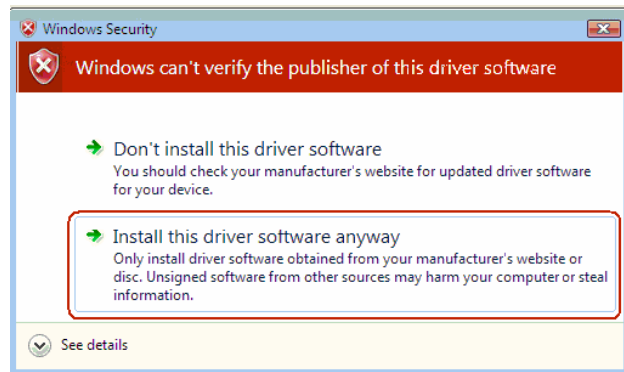 Windows Security
Windows can't verify the publisher of this driver software
Don't install this driver software
You should check your manufacturer's website for updated driver software
for your device.
Install this driver software anyway
Only install driver software obtained from your manufacturer's website or
disc. Unsigned software from other sources may harm your computer or steal
information.
See details